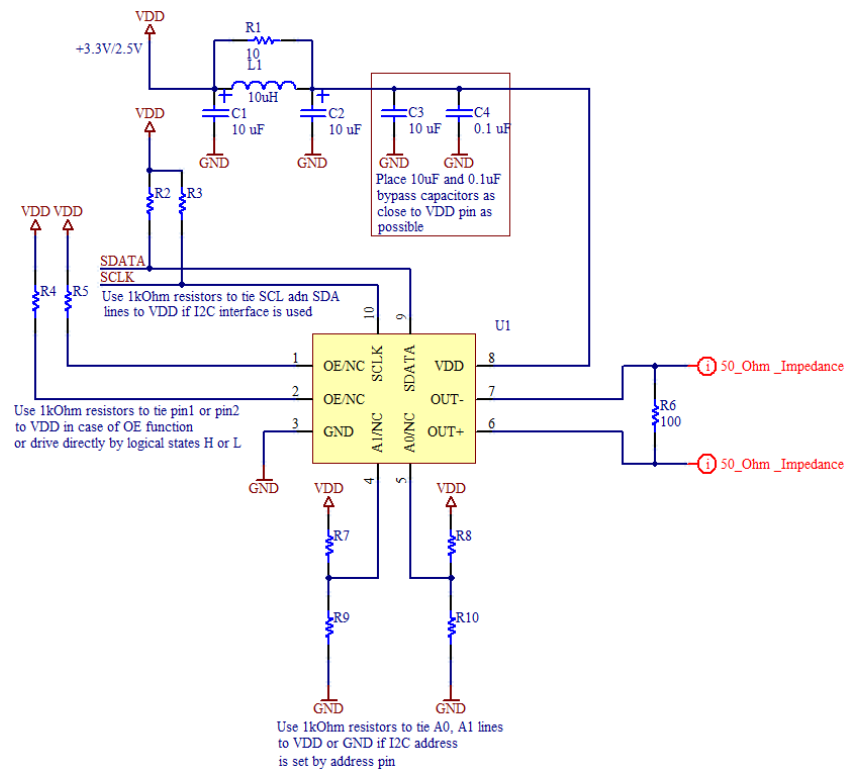 VDD
+3.3V/2.5V
R1
10
L1
10uH
C1
10 uF
GND
C2
10 uF
GND
C3
10 uF
GND
C4
0.1 uF
GND
Place 10uF and 0.1uF
bypass capacitors as
close to VDD pin as
possible
VDD
R2
R3
VDD
VDD
R4
R5
SDATA
SCLK
Use 1kOhm resistors to tie SCL adn SDA
lines to VDD if I2C interface is used
10
9
U1
1
OE/NC
SCLK
SDATA
VDD
8
2
OE/NC
OUT-
7
3
GND
A1/NC
A0/NC
OUT+
6
4
5
Use 1kOhm resistors to tie pin1 or pin2
to VDD in case of OE function
or drive directly by logical states H or L
GND
50_Ohm _Impedance
R6
100
50_Ohm _Impedance
VDD
R7
R9
GND
VDD
R8
R10
GND
Use 1kOhm resistors to tie A0, A1 lines
to VDD or GND if I2C address
is set by address pin